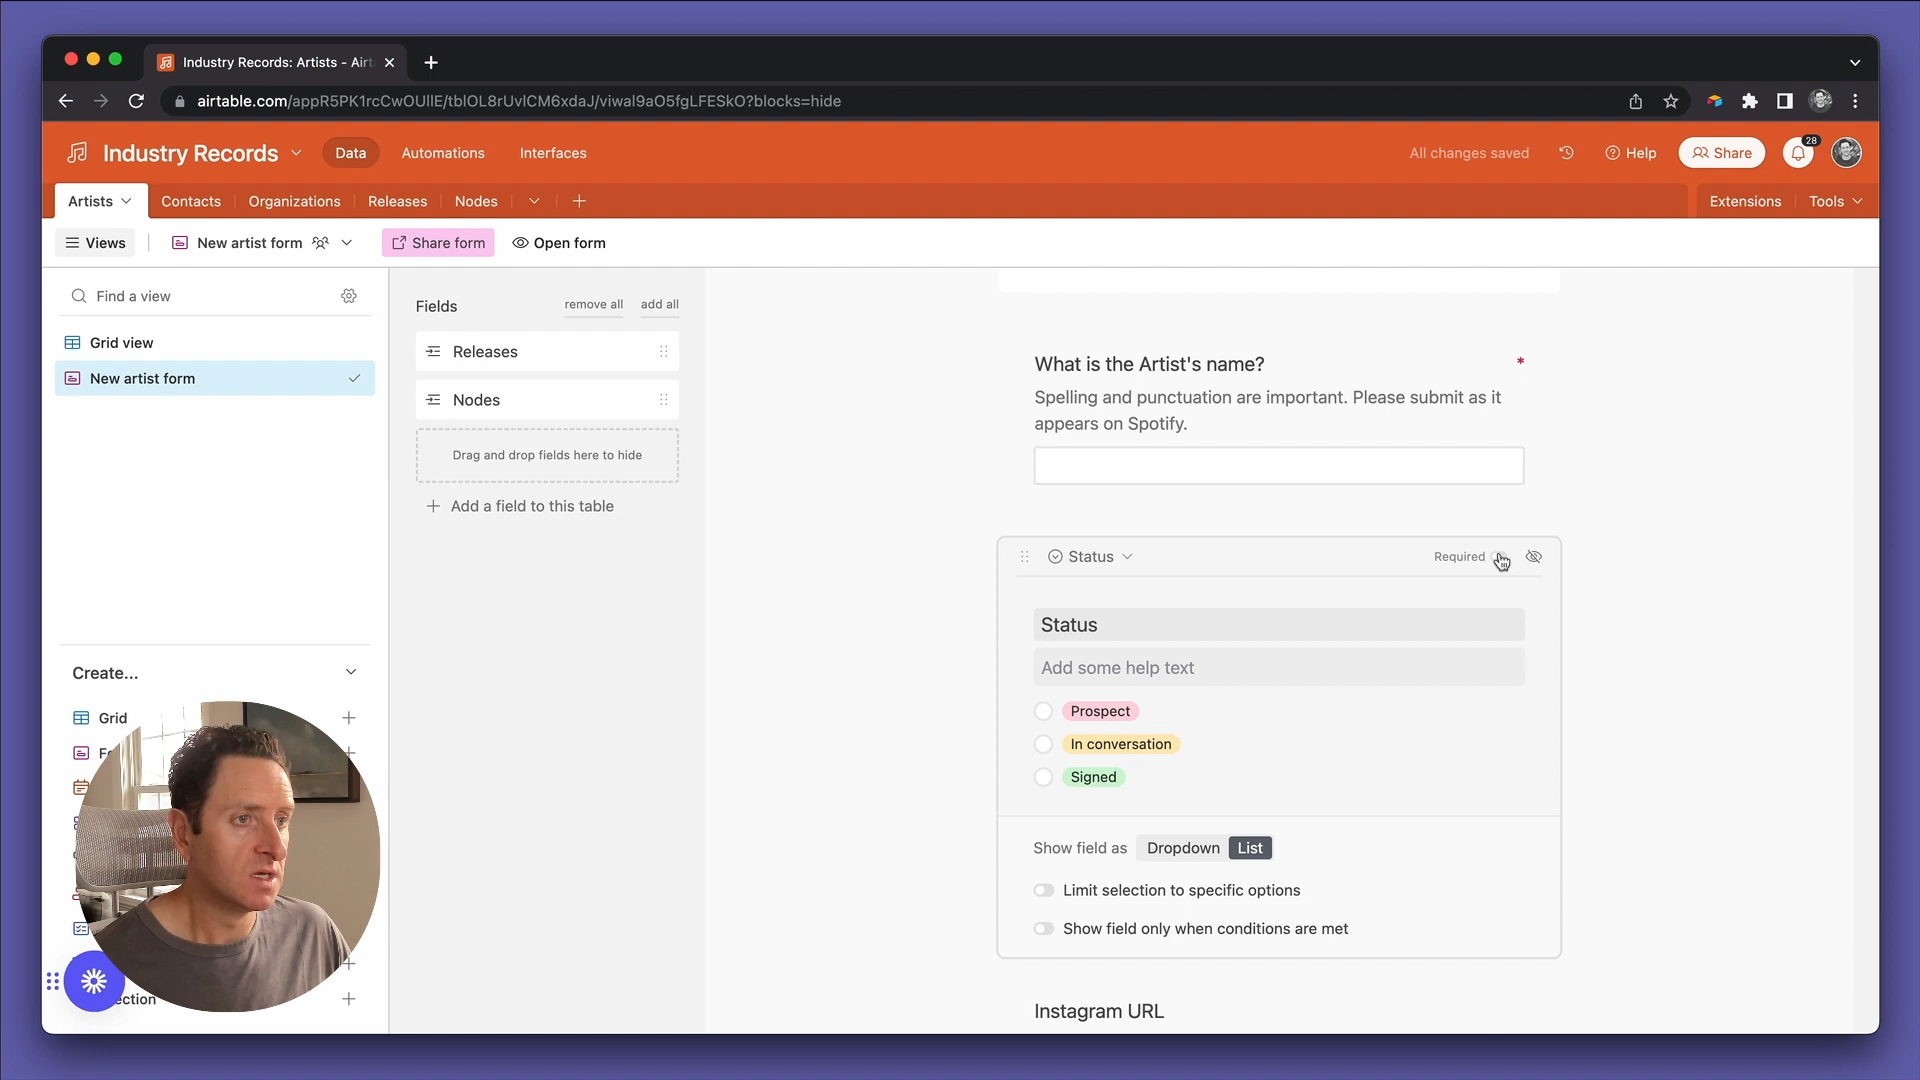 Industry Records: Artists - Airt
airtable.com/appR5PK1rcCwOUllE/tblOL8rUvlCM6xdaJ/viwal9aO5fgLFESkO?blocks=hide
Industry Records
Data
Automations
Interfaces
All changes saved
Help
Share
28
Artists
Contacts
Organizations
Releases
Nodes
Extensions
Tools
Views
New artist form
Share form
Open form
Find a view
Grid view
New artist form
Create...
Grid
Fo
ection
Fields
remove all
add all
Releases
Nodes
Drag and drop fields here to hide
Add a field to this table
What is the Artist's name?
*
Spelling and punctuation are important. Please submit as it
appears on Spotify.
Status
Required
Status
Add some help text
Prospect
In conversation
Signed
Show field as
Dropdown
List
Limit selection to specific options
Show field only when conditions are met
Instagram URL